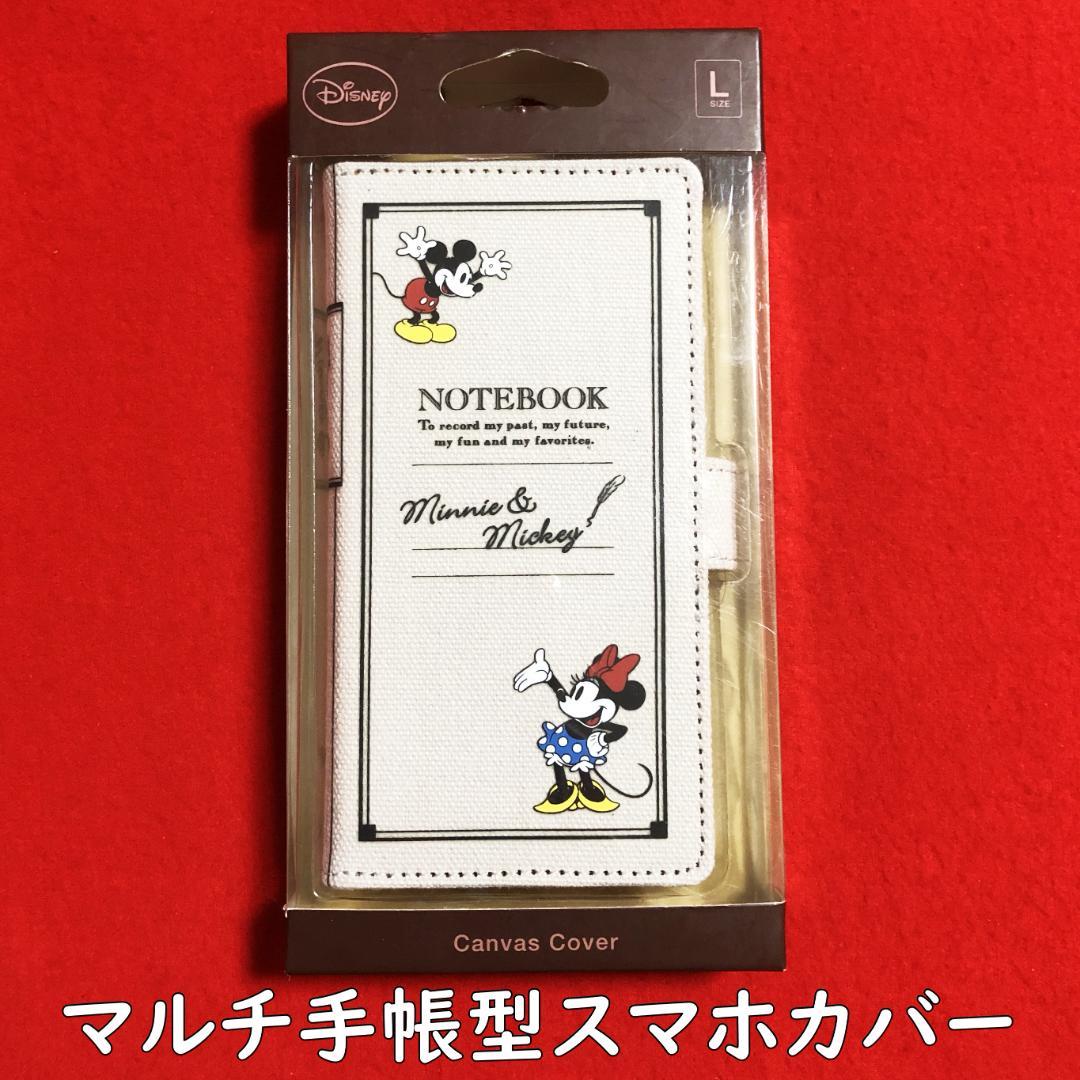 Disney
L
SIZE
NOTEBOOK
To record my past, my future,
my fun and my favorites.
Minnie &
Mickey
Canvas Cover
マルチ手帳型スマホカバー